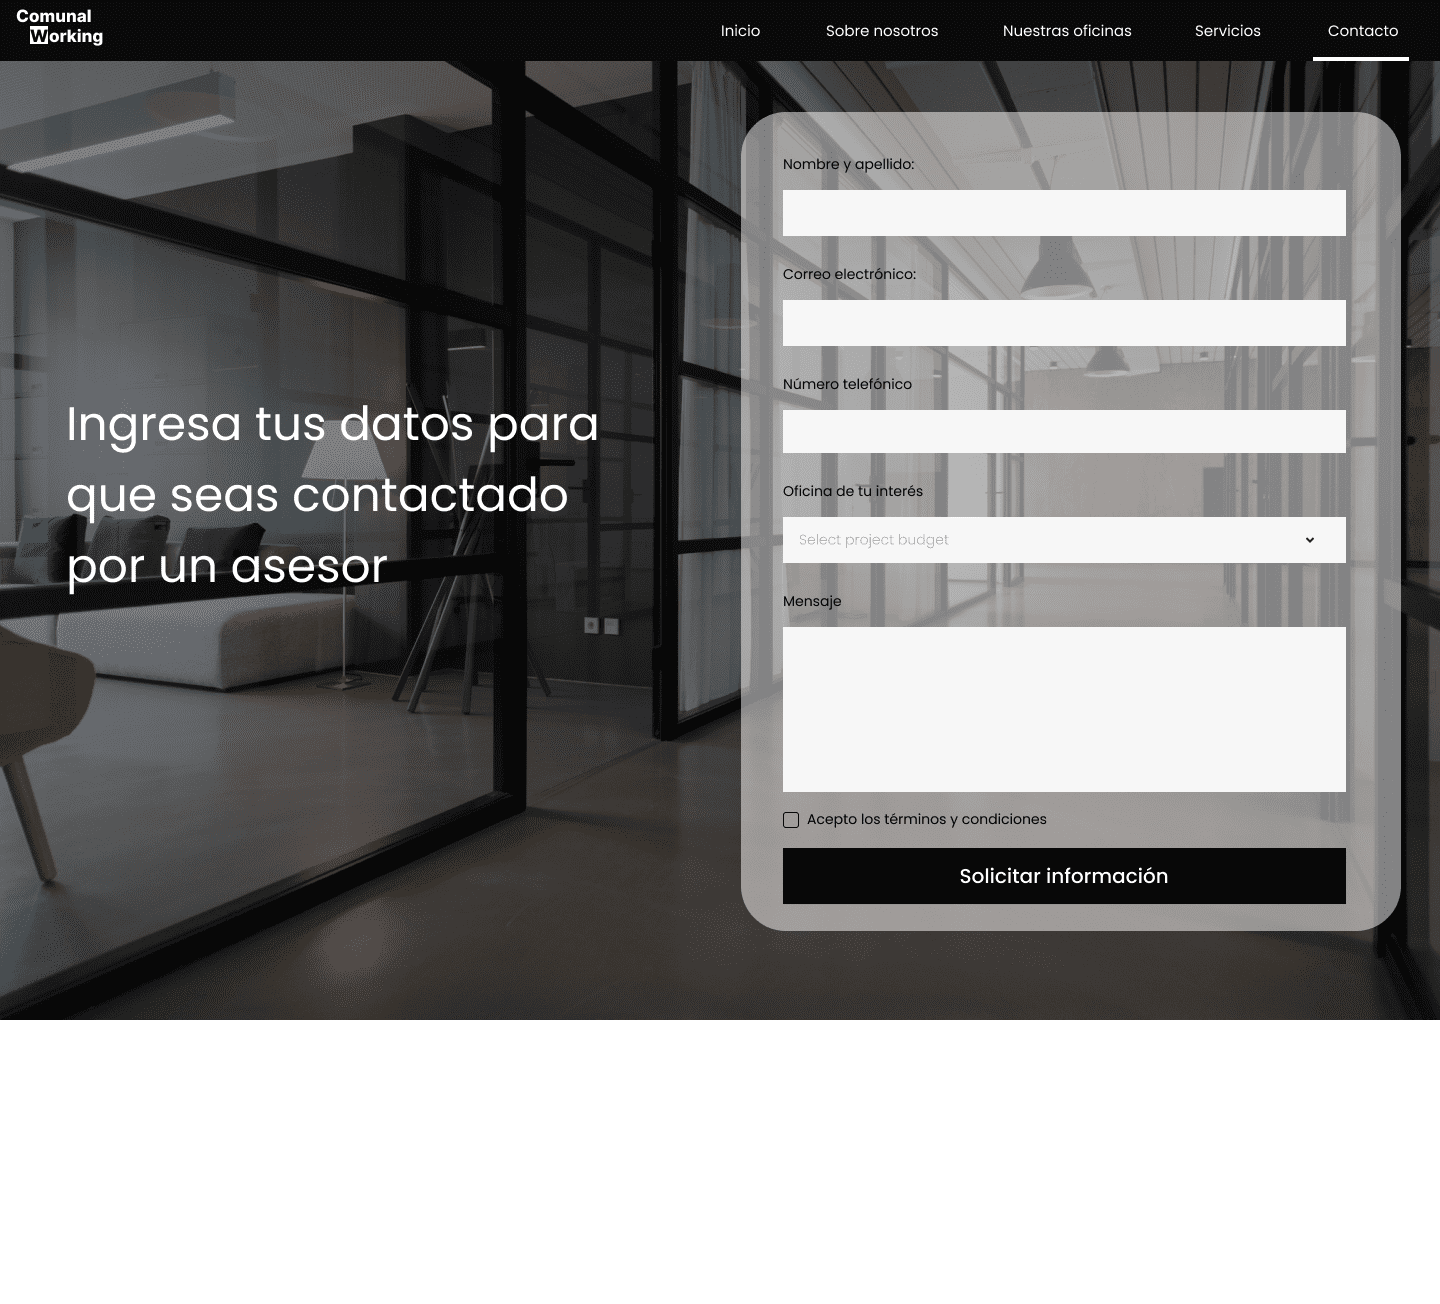 Comunal
Working
Inicio
Sobre nosotros
Nuestras oficinas
Servicios
Contacto
Ingresa tus datos para
que seas contactado
por un asesor
Nombre y apellido:
Correo electrónico:
Número telefónico
Oficina de tu interés
Select project budget
Mensaje
Acepto los términos y condiciones
Solicitar información